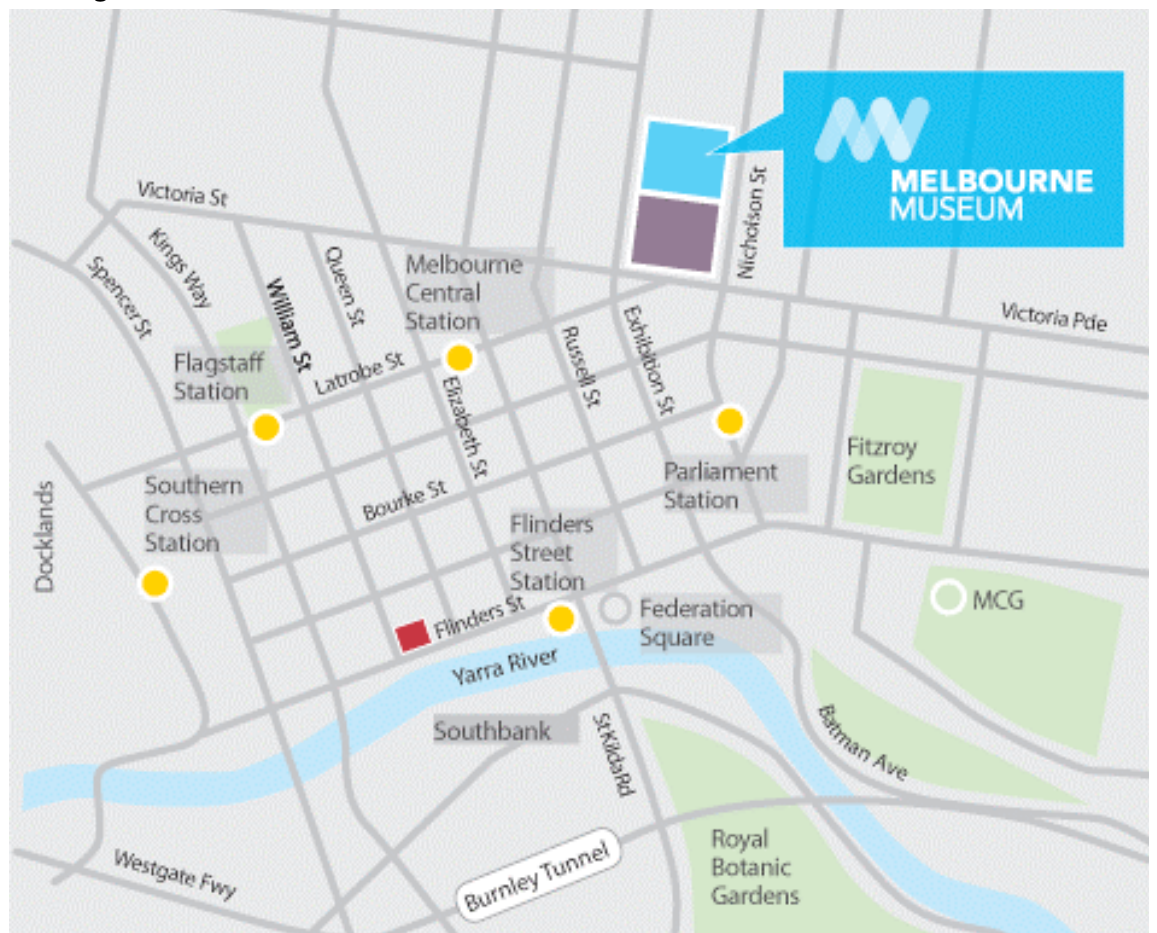 MELBOURNE
MUSEUM
Nicholson St
Victoria St
Kings Way
Spencer St
William St
Queen St
Melbourne
Central
Station
Victoria Pde
Exhibition St
Russell St
Flagstaff
Station
Latrobe St
Elizabeth St
Fitzroy
Gardens
Parliament
Station
Southern
Cross
Station
Bourke St
Docklands
Flinders
Street
Station
Flinders St
Federation
Square
MCG
Yarra River
Southbank
St Kilda Rd
Batman Ave
Royal
Botanic
Gardens
Burnley Tunnel
Westgate Fwy